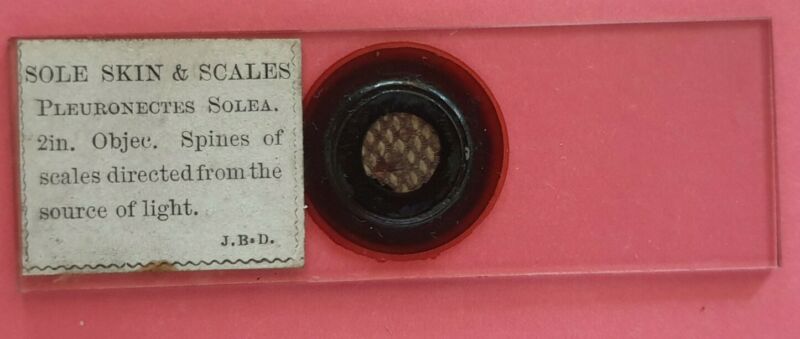 SOLE SKIN & SCALES
PLEURONECTES SOLEA.
2in. Objec. Spines of
scales directed from the
source of light.
J.B.D.